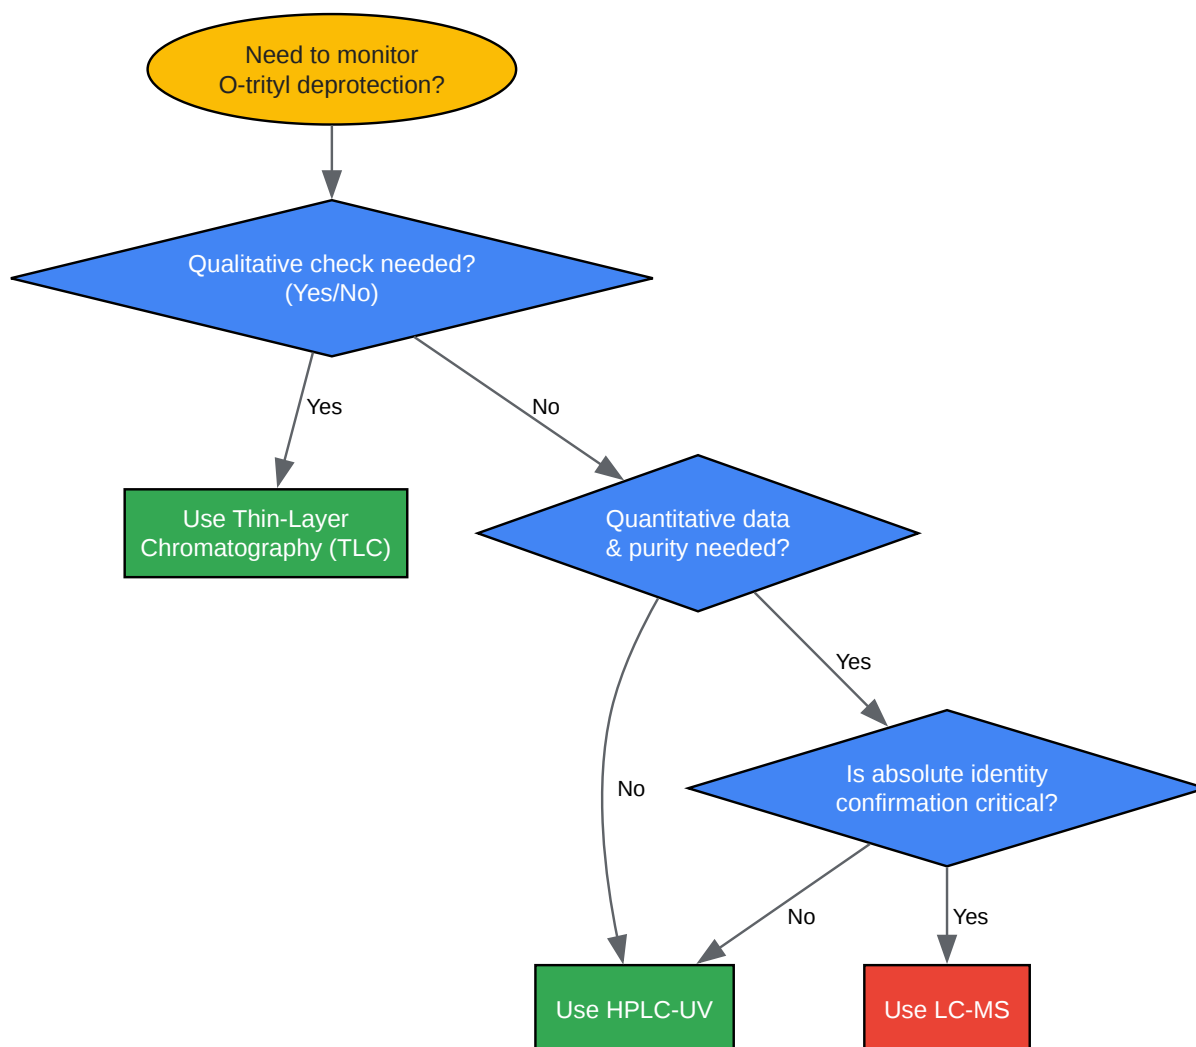 Need to monitor
O-trityl deprotection?
Qualitative check needed?
(Yes/No)
Yes
No
Use Thin-Layer
Chromatography (TLC)
Quantitative data
& purity needed?
Yes
No
Is absolute identity
confirmation critical?
No
Yes
Use HPLC-UV
Use LC-MS